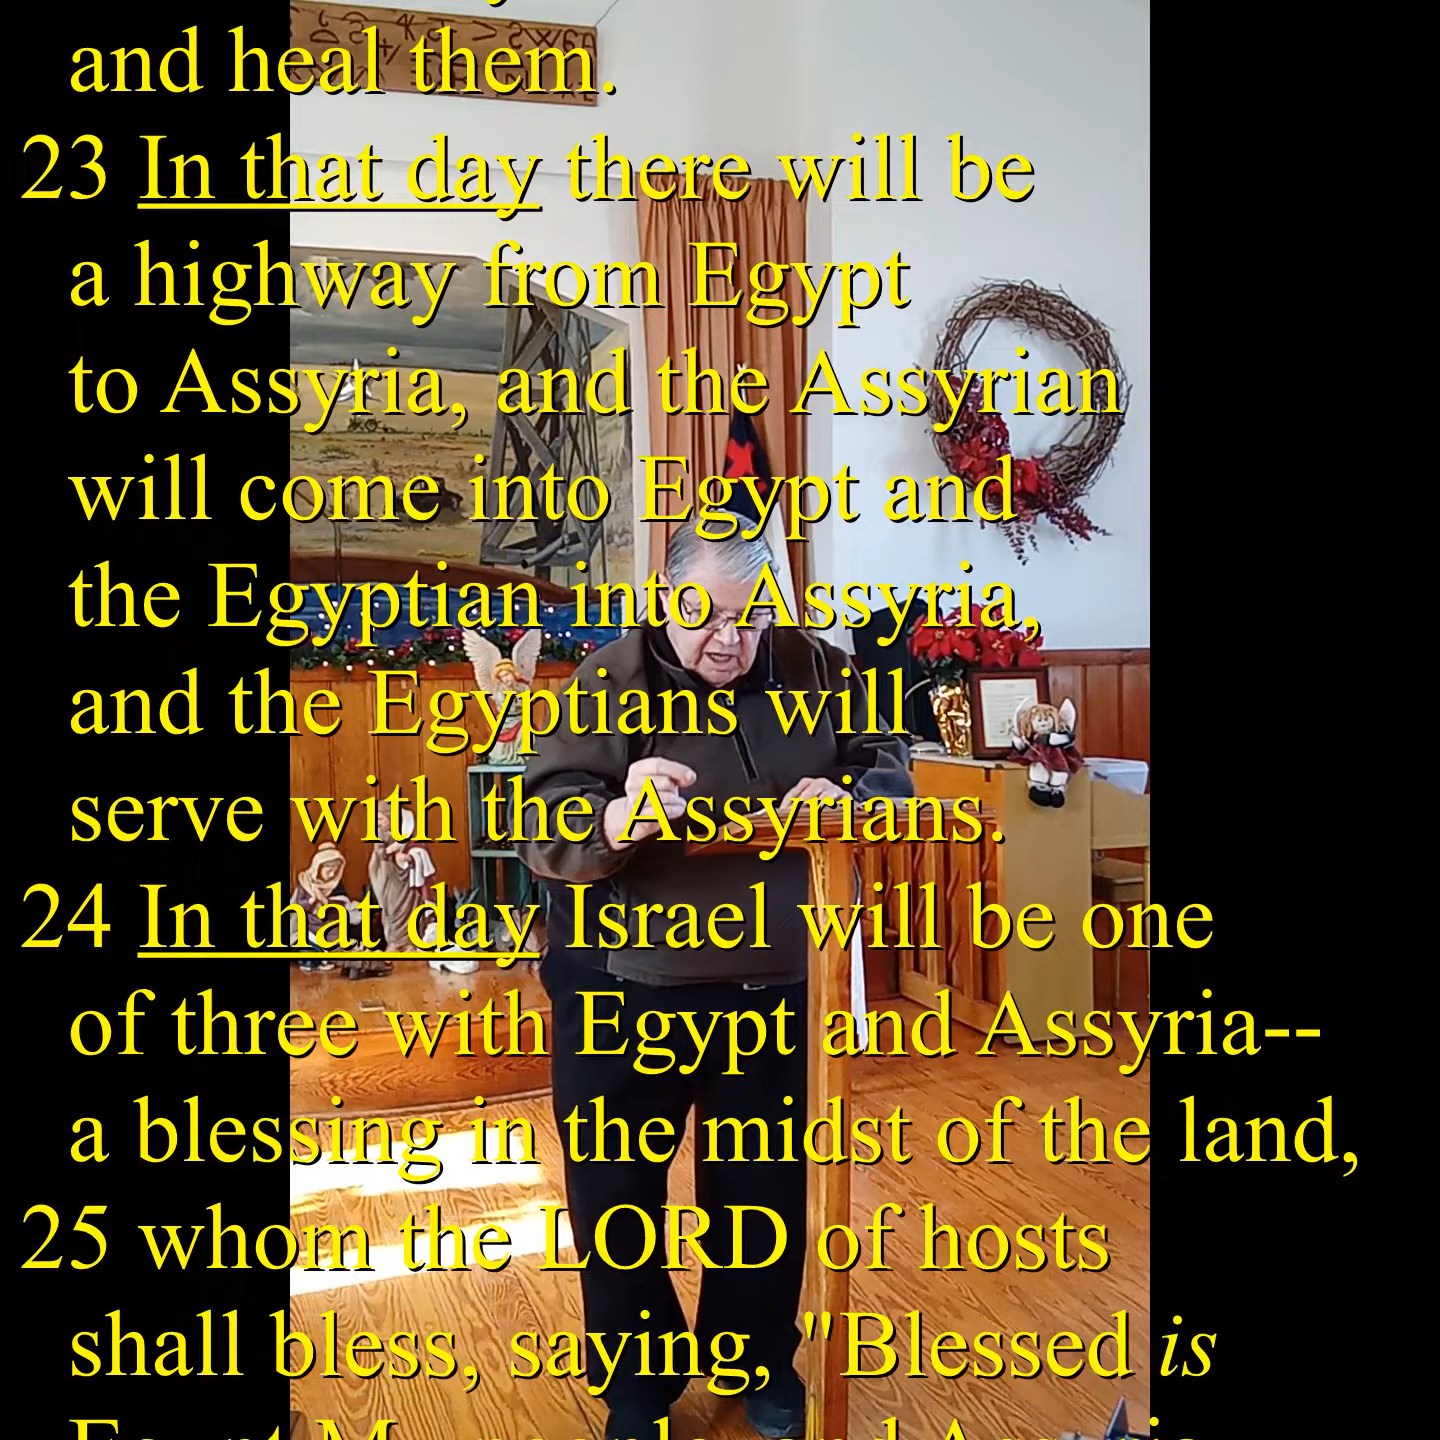 and heal them.
23 In that day there will be
a highway from Egypt
to Assyria, and the Assyrian
will come into Egypt and
the Egyptian into Assyria,
and the Egyptians will
serve with the Assyrians.
24 In that day Israel will be one
of three with Egypt and Assyria--
a blessing in the midst of the land,
25 whom the LORD of hosts
shall bless, saying, "Blessed is